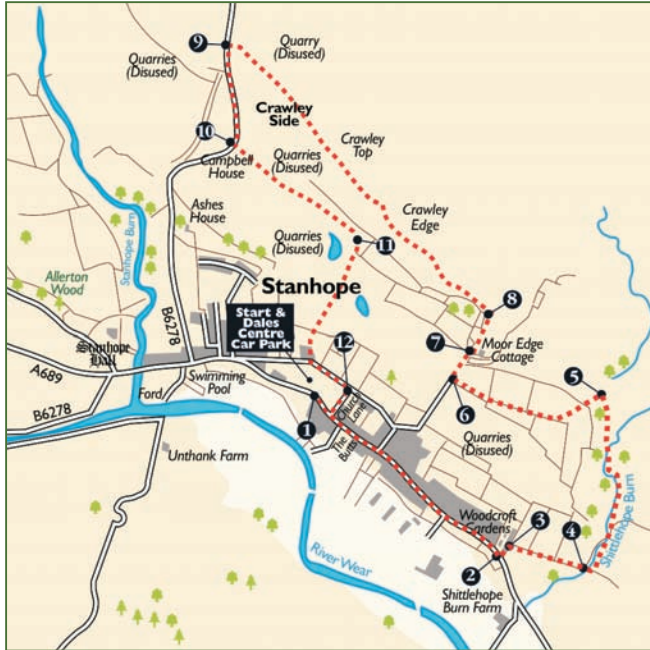 9
Quarries
(Disused)
Quarry
(Disused)
Crawley
Side
10
Campbell
House
Quarries
(Disused)
Crawley
Top
Ashes
House
Crawley
Edge
Stanhope Burn
Quarries
(Disused)
11
Allerton
Wood
Stanhope
8
B6278
Start &
Dales
Centre
Car Park
7
Moor Edge
Cottage
Stanhope
Hall
A689
12
5
B6278
Ford
Swimming
Pool
1
Church
Lane
6
The Butts
Quarries
(Disused)
Unthank Farm
Shittlehope Burn
Woodcroft
Gardens
3
4
River Wear
2
Shittlehope
Burn Farm